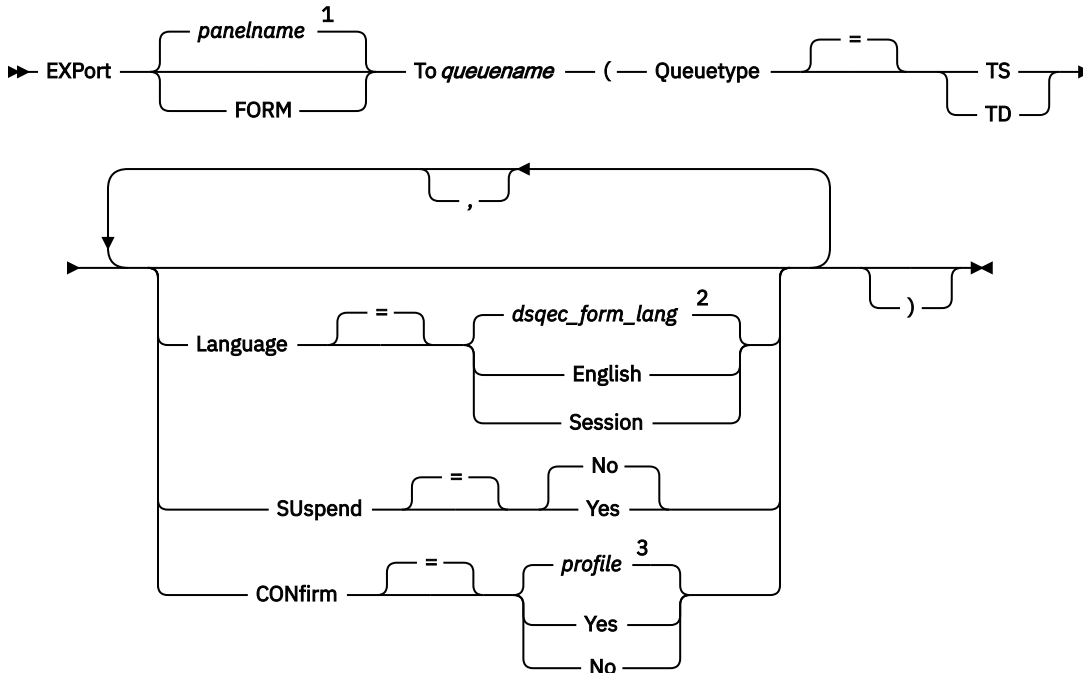 panelname 1
EXPort
FORM
To queuename ( Queuetype = TS
TD
,
)
Language = dsqec_form_lang 2
English
Session
SUspend = No
Yes
CONfirm = profile 3
Yes
No